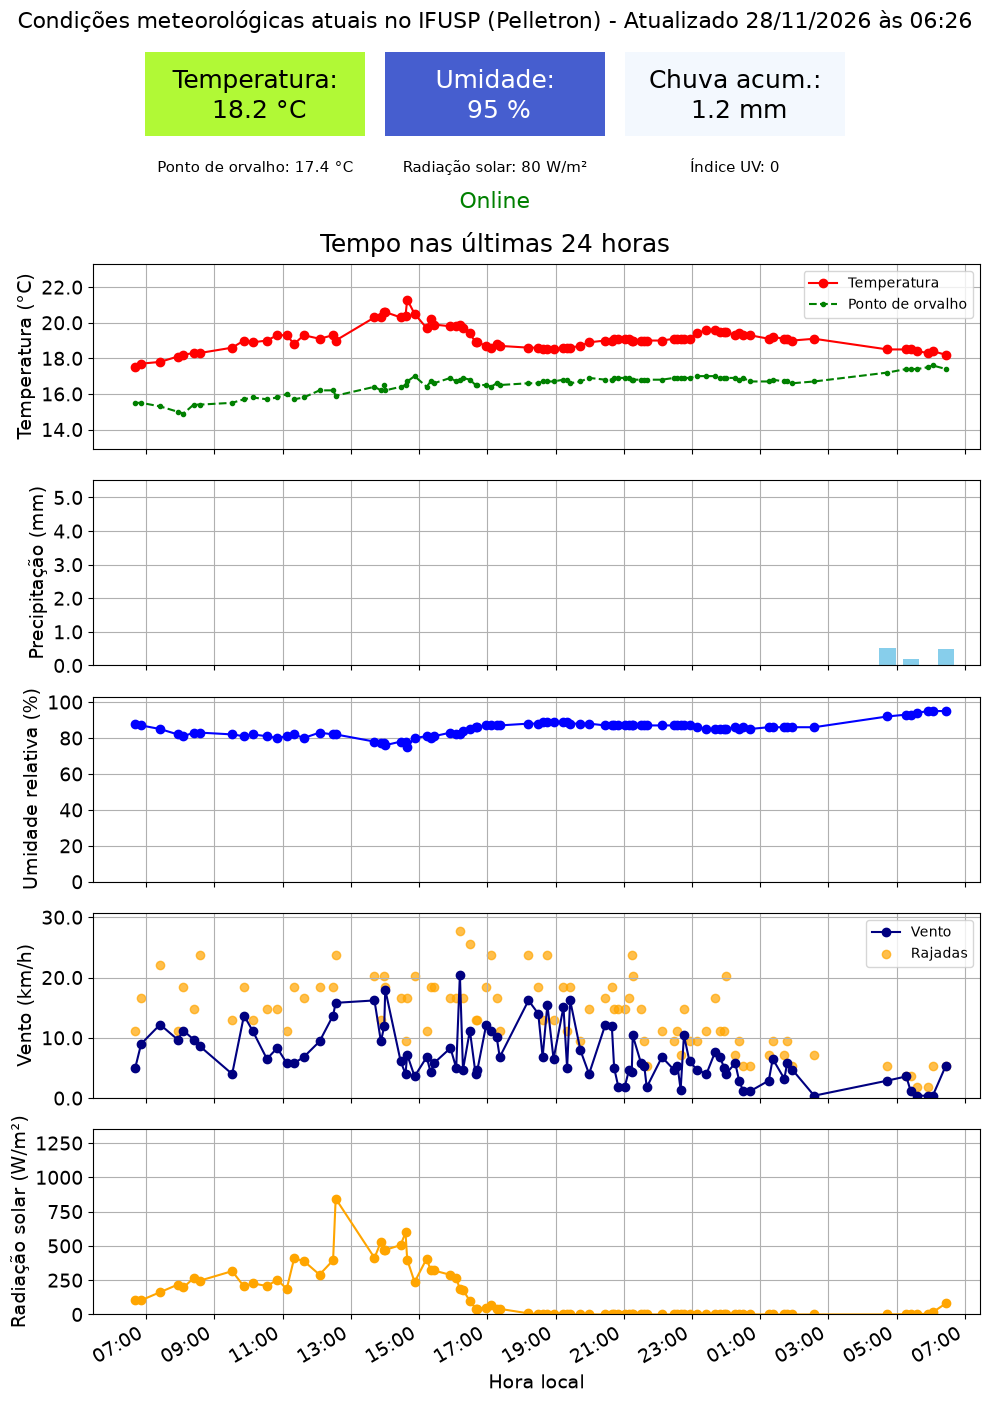 Condições meteorológicas atuais no IFUSP (Pelletron) - Atualizado 28/11/2026 às 06:26
Temperatura:
18.2 °C
Umidade:
95 %
Chuva acum.:
1.2 mm
Ponto de orvalho: 17.4 °C
Radiação solar: 80 W/m²
Índice UV: 0
Online
Tempo nas últimas 24 horas
Temperatura (°C)
22.0
20.0
18.0
16.0
14.0
Temperatura
Ponto de orvalho
Precipitação (mm)
5.0
4.0
3.0
2.0
1.0
0.0
Umidade relativa (%)
100
80
60
40
20
0
Vento (km/h)
30.0
20.0
10.0
0.0
Vento
Rajadas
Radiação solar (W/m²)
1250
1000
750
500
250
0
07:00
09:00
11:00
13:00
15:00
17:00
19:00
21:00
23:00
01:00
03:00
05:00
07:00
Hora local